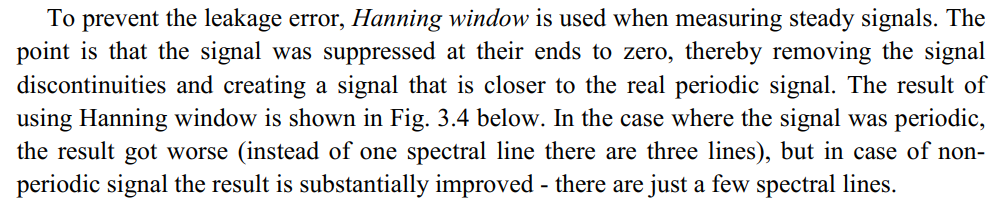 To prevent the leakage error, Hanning window is used when measuring steady signals. The
point is that the signal was suppressed at their ends to zero, thereby removing the signal
discontinuities and creating a signal that is closer to the real periodic signal. The result of
using Hanning window is shown in Fig. 3.4 below. In the case where the signal was periodic,
the result got worse (instead of one spectral line there are three lines), but in case of non-
periodic signal the result is substantially improved - there are just a few spectral lines.